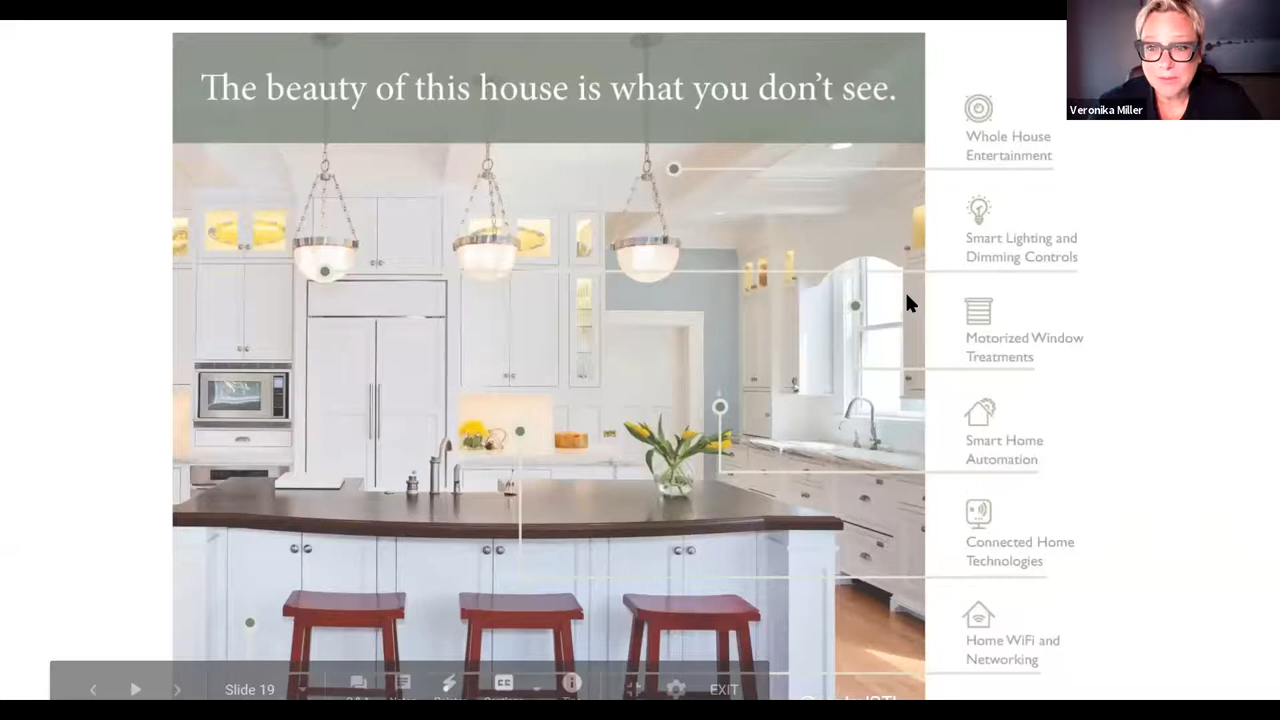 The beauty of this house is what you don't see.
Veronika Miller
Whole House
Entertainment
Smart Lighting and
Dimming Controls
Motorized Window
Treatments
Smart Home
Automation
Connected Home
Technologies
Home WiFi and
Networking
Slide 19
EXIT